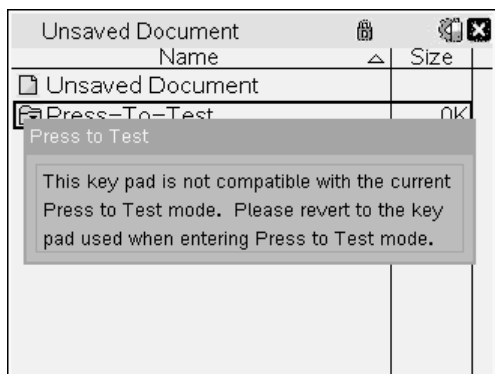 Unsaved Document
Name Size
Unsaved Document
Press-To-Test 0K
Press to Test
This key pad is not compatible with the current
Press to Test mode. Please revert to the key
pad used when entering Press to Test mode.